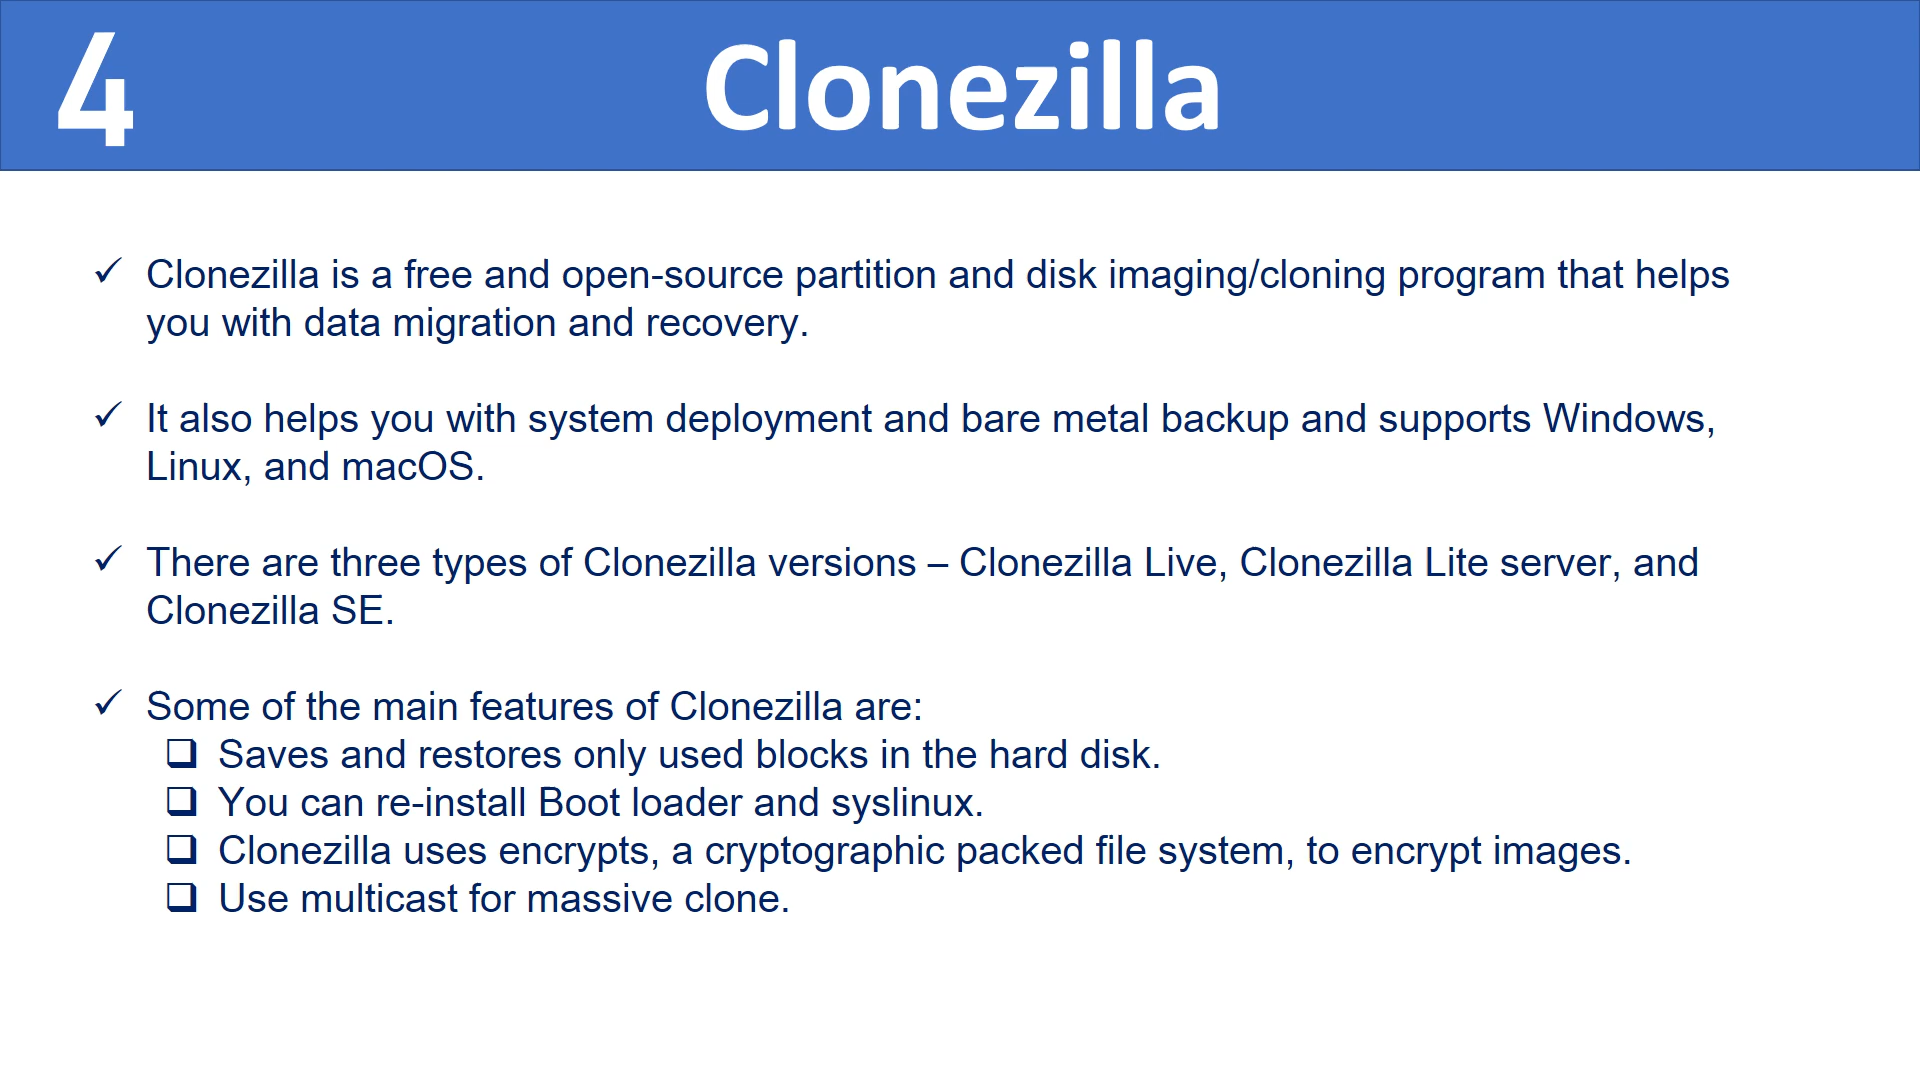 4
Clonezilla
✓ Clonezilla is a free and open-source partition and disk imaging/cloning program that helps
you with data migration and recovery.
✓ It also helps you with system deployment and bare metal backup and supports Windows,
Linux, and macOS.
✓ There are three types of Clonezilla versions – Clonezilla Live, Clonezilla Lite server, and
Clonezilla SE.
✓ Some of the main features of Clonezilla are:
❑ Saves and restores only used blocks in the hard disk.
❑ You can re-install Boot loader and syslinux.
❑ Clonezilla uses encrypts, a cryptographic packed file system, to encrypt images.
❑ Use multicast for massive clone.